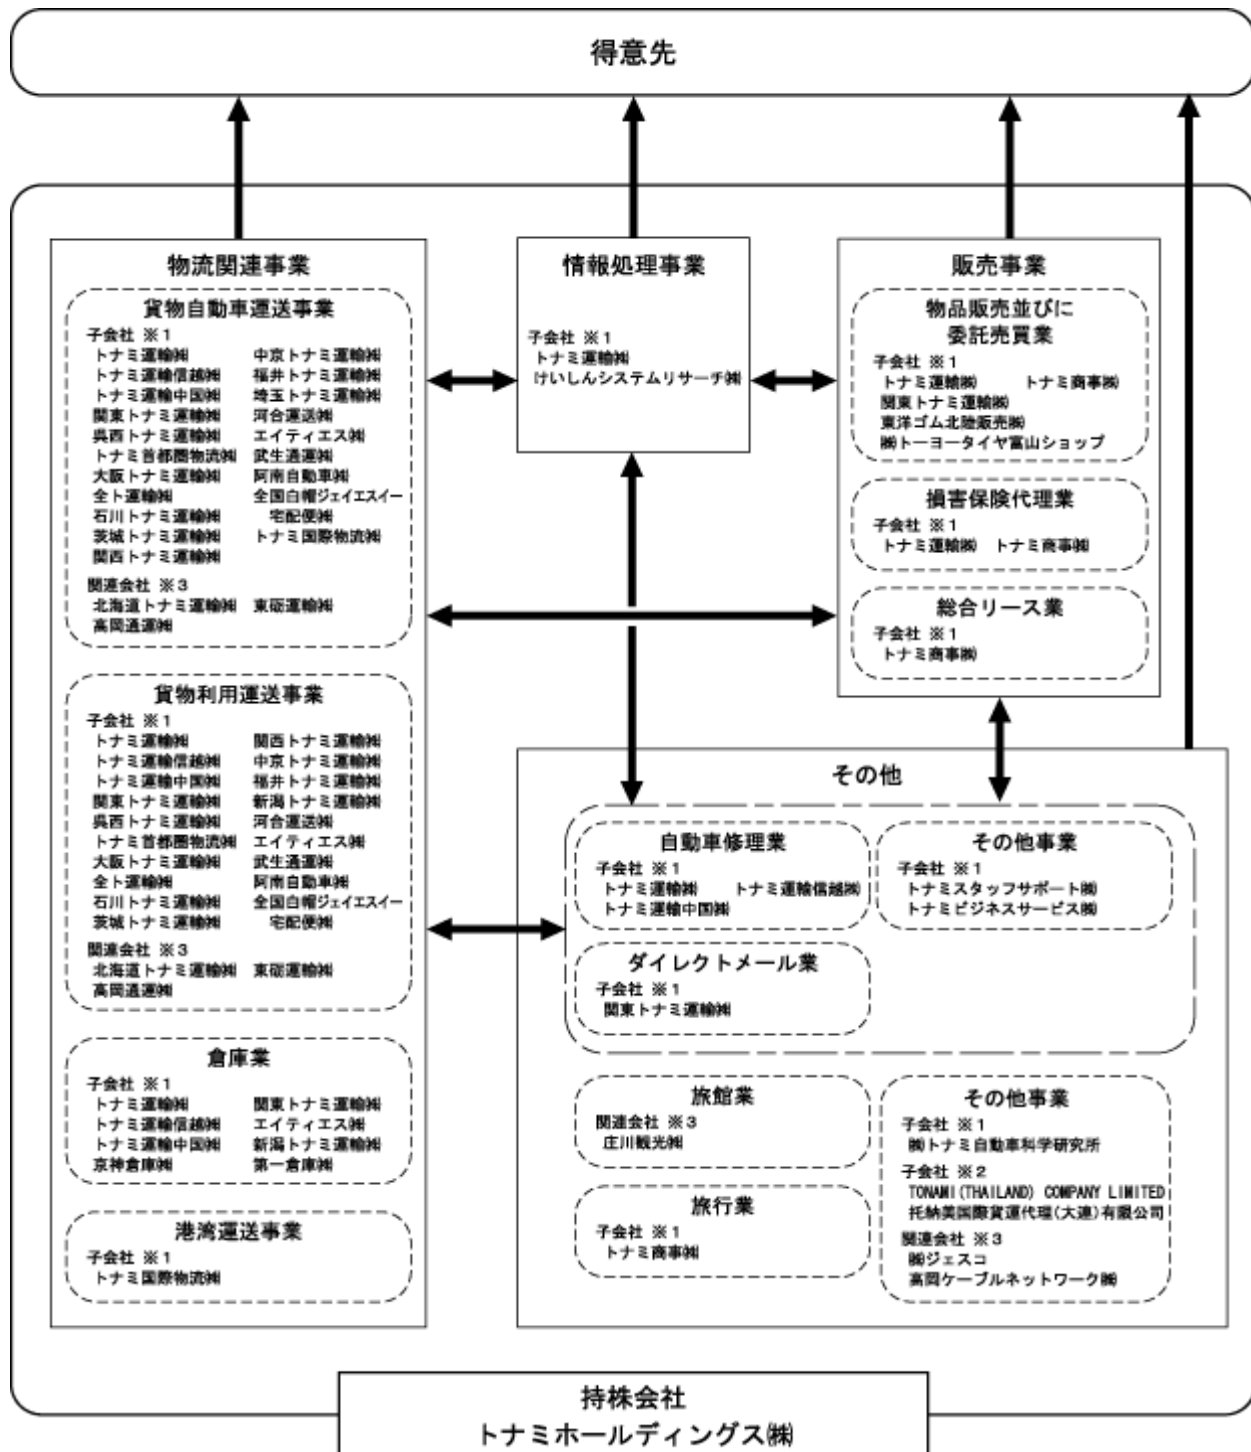 得意先
物流関連事業
貨物自動車運送事業
子会社 ※1
トナミ運輸㈱ 中京トナミ運輸㈱
トナミ運輸信越㈱ 福井トナミ運輸㈱
トナミ運輸中国㈱ 埼玉トナミ運輸㈱
関東トナミ運輸㈱ 河合運送㈱
呉西トナミ運輸㈱ エイティエス㈱
トナミ首都圏物流㈱ 武生通運㈱
大阪トナミ運輸㈱ 阿南自動車㈱
全ト運輸㈱ 全国白帽ジェイエスイー
石川トナミ運輸㈱ 宅配便㈱
茨城トナミ運輸㈱ トナミ国際物流㈱
関西トナミ運輸㈱
関連会社 ※3
北海道トナミ運輸㈱ 東砺運輸㈱
高岡通運㈱
貨物利用運送事業
子会社 ※1
トナミ運輸㈱ 関西トナミ運輸㈱
トナミ運輸信越㈱ 中京トナミ運輸㈱
トナミ運輸中国㈱ 福井トナミ運輸㈱
関東トナミ運輸㈱ 新潟トナミ運輸㈱
呉西トナミ運輸㈱ 河合運送㈱
トナミ首都圏物流㈱ エイティエス㈱
大阪トナミ運輸㈱ 武生通運㈱
全ト運輸㈱ 阿南自動車㈱
石川トナミ運輸㈱ 全国白帽ジェイエスイー
茨城トナミ運輸㈱ 宅配便㈱
関連会社 ※3
北海道トナミ運輸㈱ 東砺運輸㈱
高岡通運㈱
倉庫業
子会社 ※1
トナミ運輸㈱ 関東トナミ運輸㈱
トナミ運輸信越㈱ エイティエス㈱
トナミ運輸中国㈱ 新潟トナミ運輸㈱
京神倉庫㈱ 第一倉庫㈱
港湾運送事業
子会社 ※1
トナミ国際物流㈱
情報処理事業
子会社 ※1
トナミ運輸㈱
けいしんシステムリサーチ㈱
販売事業
物品販売並びに
委託売買業
子会社 ※1
トナミ運輸㈱ トナミ商事㈱
関東トナミ運輸㈱
東洋ゴム北陸販売㈱
㈱トーヨータイヤ富山ショップ
損害保険代理業
子会社 ※1
トナミ運輸㈱ トナミ商事㈱
総合リース業
子会社 ※1
トナミ商事㈱
その他
自動車修理業
子会社 ※1
トナミ運輸㈱ トナミ運輸信越㈱
トナミ運輸中国㈱
その他事業
子会社 ※1
トナミスタッフサポート㈱
トナミビジネスサービス㈱
ダイレクトメール業
子会社 ※1
関東トナミ運輸㈱
旅館業
関連会社 ※3
庄川観光㈱
旅行業
子会社 ※1
トナミ商事㈱
その他事業
子会社 ※1
㈱トナミ自動車科学研究所
子会社 ※2
TONAMI(THAILAND) COMPANY LIMITED
托納美国際貨運代理(大連)有限公司
関連会社 ※3
㈱ジェスコ
高岡ケーブルネットワーク㈱
持株会社
トナミホールディングス㈱